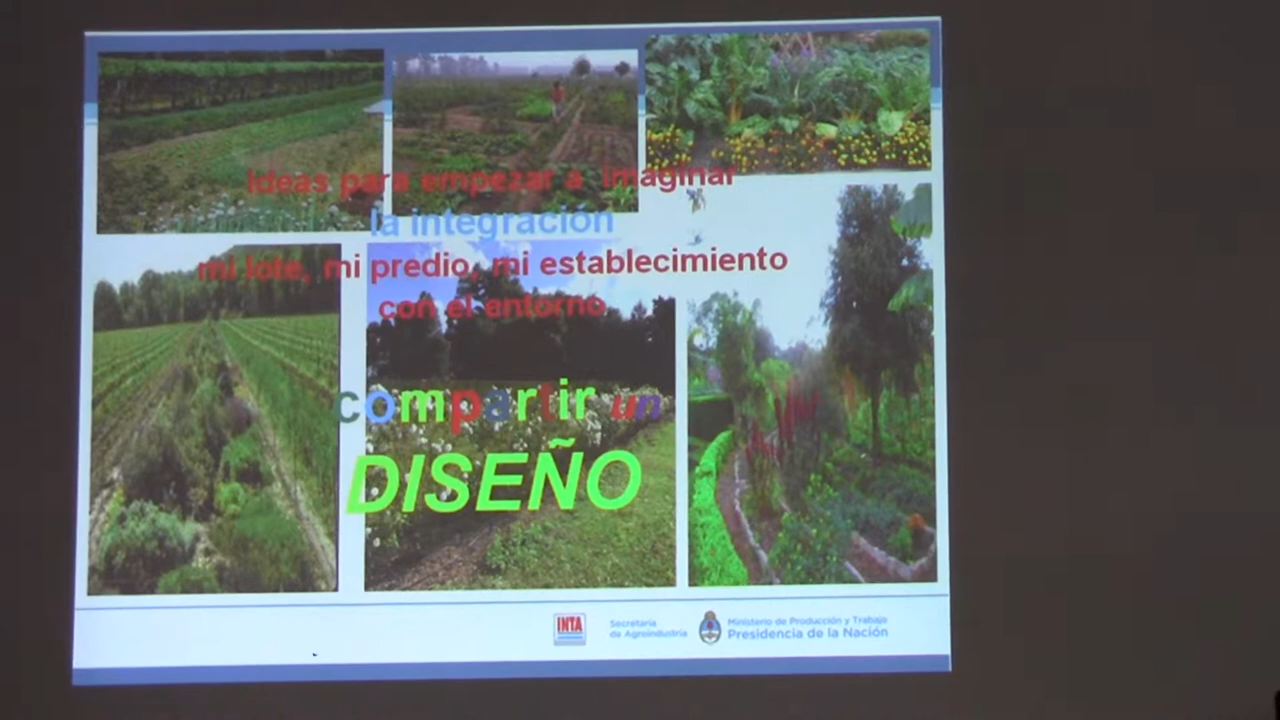 Ideas para empezar a imaginar
la integración
mi lote, mi predio, mi establecimiento
con el entorno
compartir un
DISEÑO
INTA
Secretaría
de Agroindustria
Ministerio de Producción y Trabajo
Presidencia de la Nación